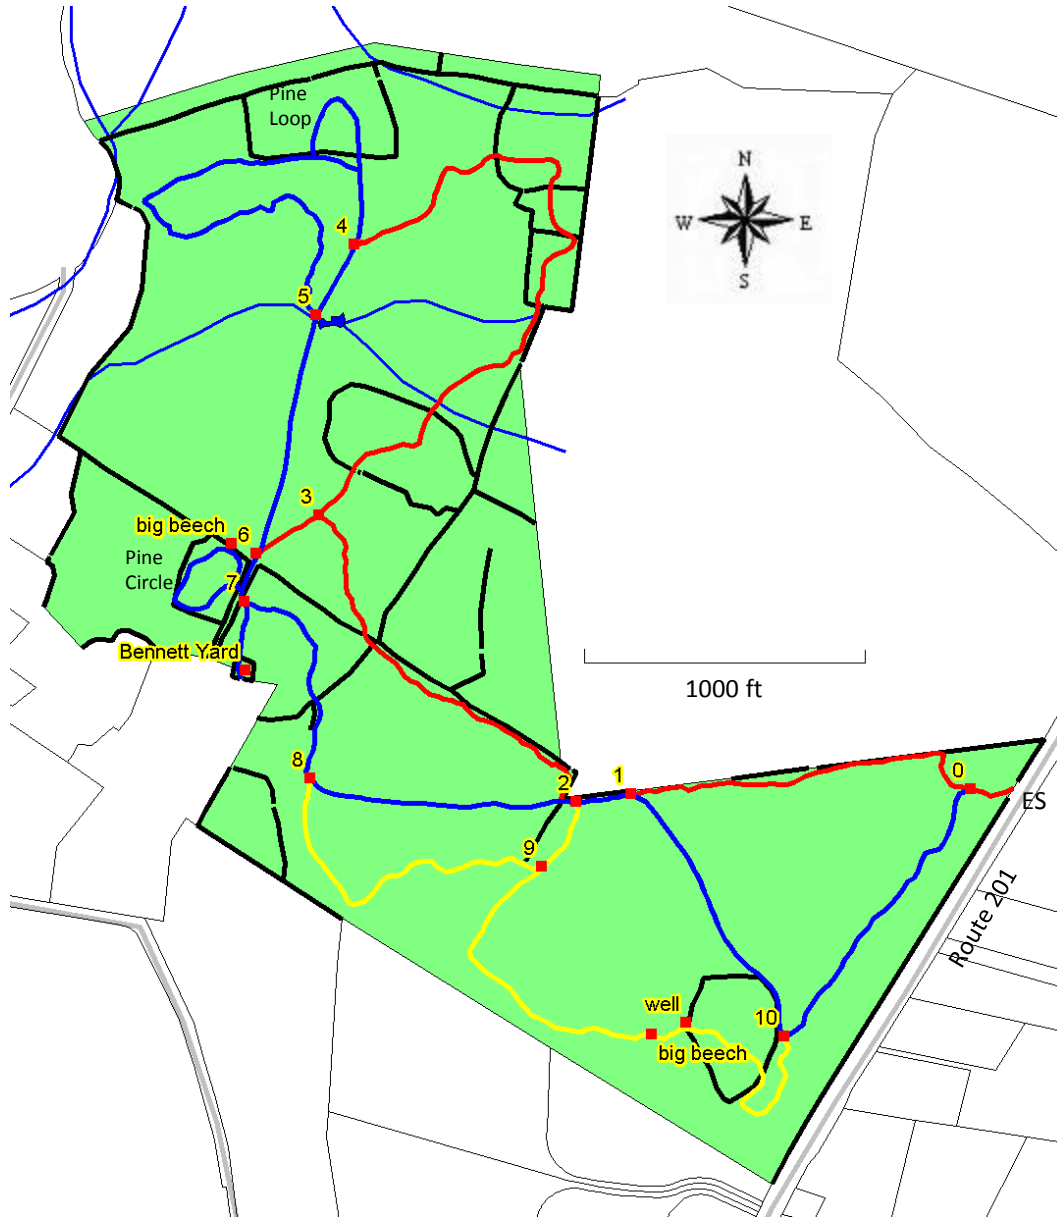 Pine
Loop
N
W
E
S
4
5
3
big beech
6
Pine
Circle
7
Bennett Yard
1000 ft
8
2
1
0
ES
9
Route 201
well
10
big beech